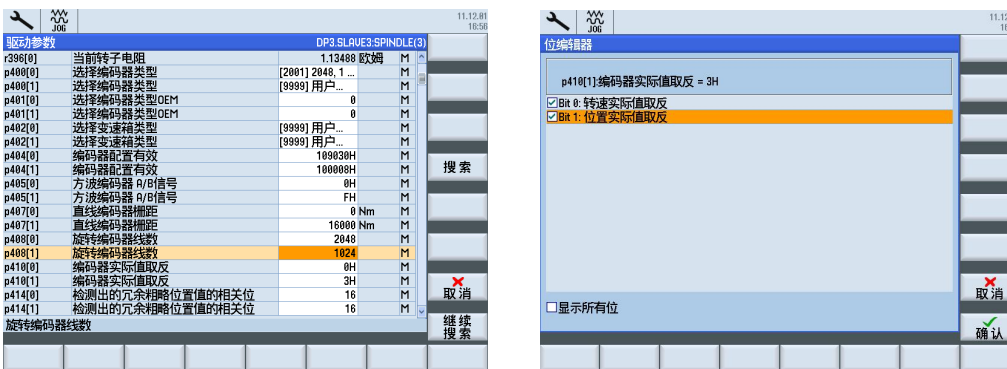 JOG
11.12.01
16:56
驱动参数 DP3.SLAVE3:SPINDLE(3)
r396[0] 当前转子电阻 1.13488 欧姆 M
p400[0] 选择编码器类型 [2001] 2048, 1 ... M
p400[1] 选择编码器类型 [9999] 用户... M
p401[0] 选择编码器类型OEM 0 M
p401[1] 选择编码器类型OEM 0 M
p402[0] 选择变速箱类型 [9999] 用户... M
p402[1] 选择变速箱类型 [9999] 用户... M
p404[0] 编码器配置有效 109030H M
p404[1] 编码器配置有效 100008H M
p405[0] 方波编码器 A/B信号 0H M
p405[1] 方波编码器 A/B信号 FH M
p407[0] 直线编码器栅距 0 Nm M
p407[1] 直线编码器栅距 16000 Nm M
p408[0] 旋转编码器线数 2048 M
p408[1] 旋转编码器线数 1024 M
p410[0] 编码器实际值取反 0H M
p410[1] 编码器实际值取反 3H M
p414[0] 检测出的冗余粗略位置值的相关位 16 M
p414[1] 检测出的冗余粗略位置值的相关位 16 M
旋转编码器线数
搜索
取消
继续
搜索
JOG
11.12
16
位编辑器
p410[1]:编码器实际值取反 = 3H
Bit 0: 转速实际值取反
Bit 1: 位置实际值取反
显示所有位
取消
确认